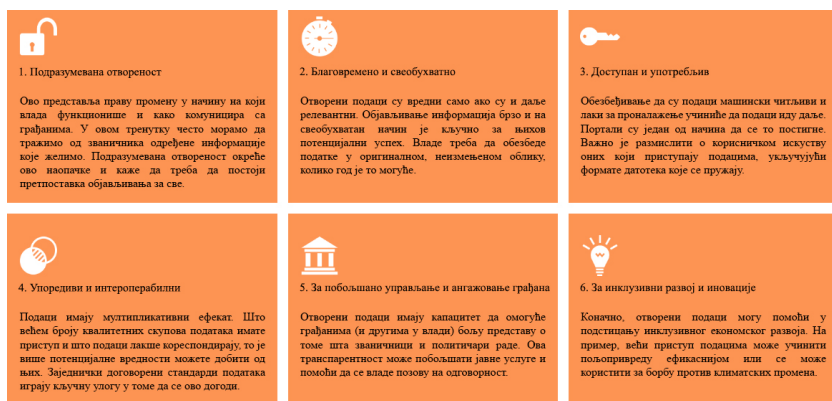 1. Подразумевана отвореност
Ово представља праву промену у начину на који
влада функционише и како комуницира са
грађанима. У овом тренутку често морамо да
тражимо од званичника одређене информације
које желимо. Подразумевана отвореност окреће
ово наопачке и каже да треба да постоји
претпоставка објављивања за све.
2. Благовремено и свеобухватно
Отворени подаци су вредни само ако су и даље
релевантни. Објављивање информација брзо и на
свеобухватан начин је кључно за њихов
потенцијални успех. Владе треба да обезбеде
податке у оригиналном, неизмењеном облику,
колико год је то могуће.
3. Доступан и употребљив
Обезбеђивање да су подаци машински читљиви и
лаки за проналажење учиниће да подаци иду даље.
Портали су један од начина да се то постигне.
Важно је размислити о корисничком искуству
оних који приступају подацима, укључујући
формате датотека које се пружају.
4. Упоредиви и интероперабилни
Подаци имају мултипликативни ефекат. Што
већем броју квалитетних скупова података имате
приступ и што подаци лакше кореспондирају, то је
више потенцијалне вредности можете добити од
њих. Заједнички договорени стандарди података
играју кључну улогу у томе да се ово догоди.
5. За побољшано управљање и ангажовање грађана
Отворени подаци имају капацитет да омогуће
грађанима (и другима у влади) бољу представу о
томе шта званичници и политичари раде. Ова
транспарентност може побољшати јавне услуге и
помоћи да се владе позову на одговорност.
6. За инклузивни развој и иновације
Коначно, отворени подаци могу помоћи у
подстицању инклузивног економског развоја. На
пример, већи приступ подацима може учинити
пољопривреду ефикаснијом или се може
користити за борбу против климатских промена.